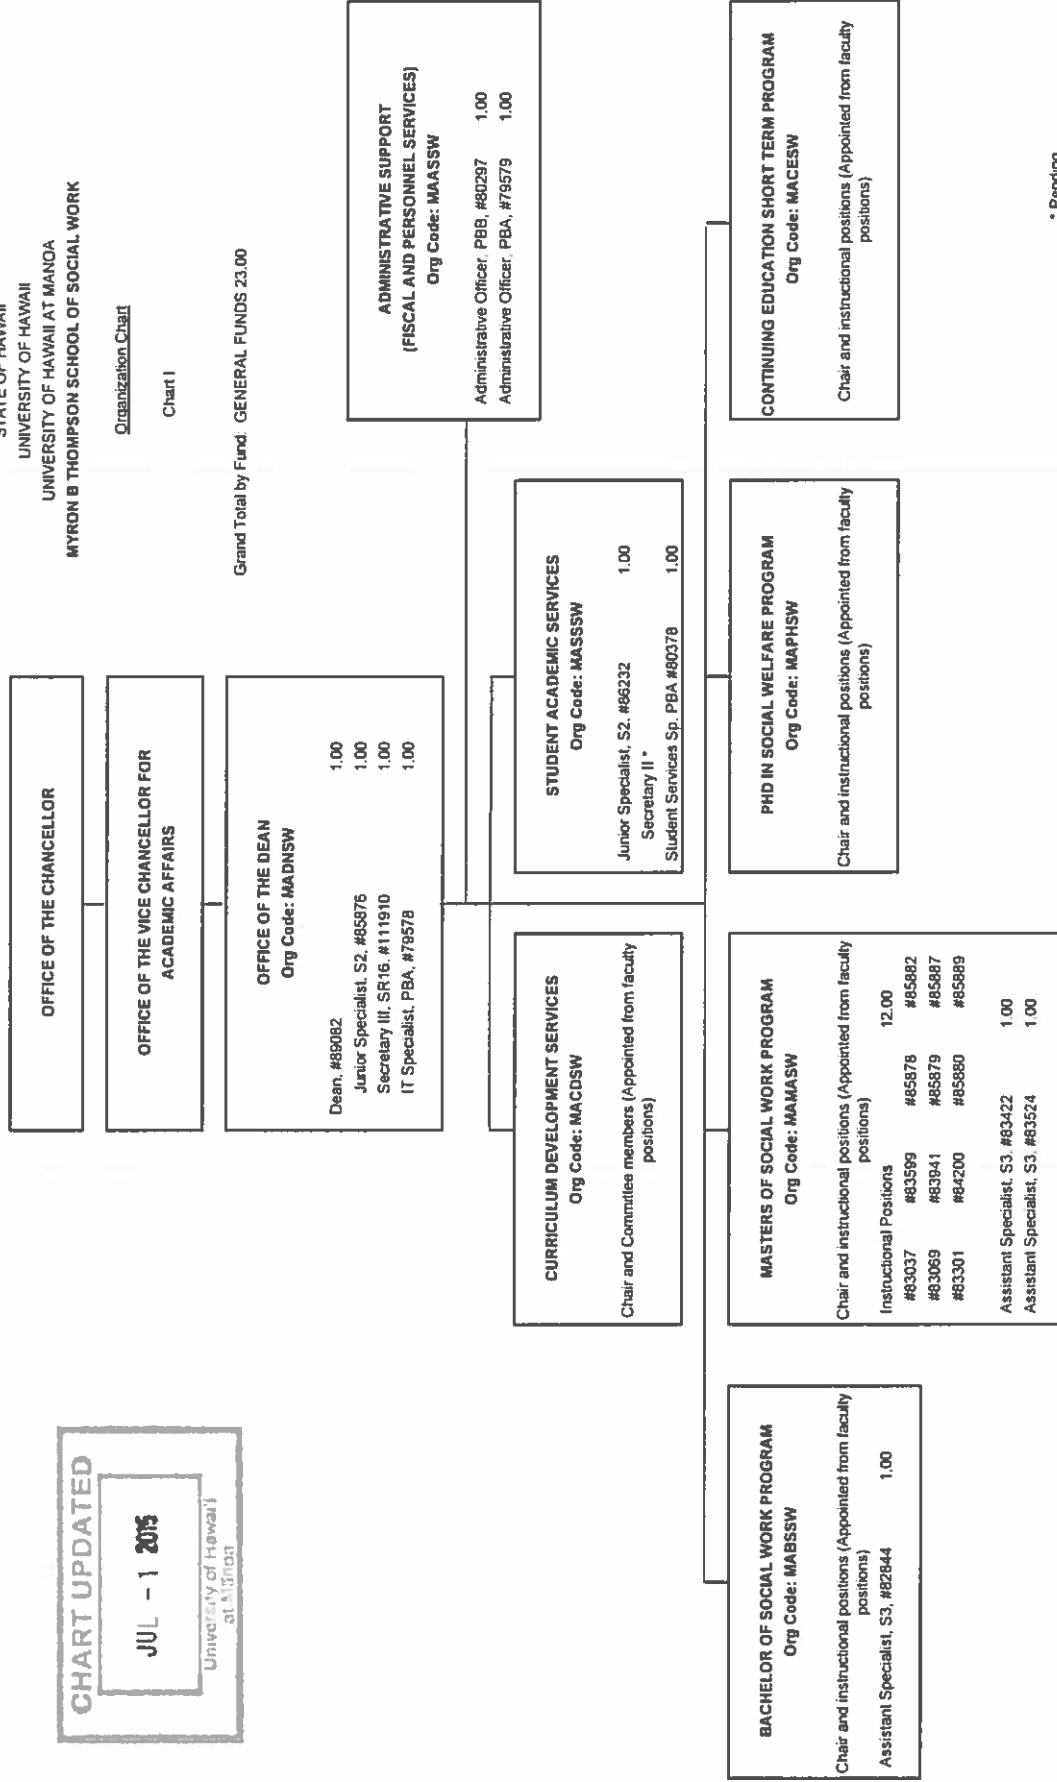 STATE OF HAWAII
UNIVERSITY OF HAWAII
UNIVERSITY OF HAWAII AT MANOA
MYRON B THOMPSON SCHOOL OF SOCIAL WORK
Organization Chart
Chart I
Grand Total by Fund: GENERAL FUNDS 23.00
CHART UPDATED
JUL - 1 2015
University of Hawai'i
at Mānoa
OFFICE OF THE CHANCELLOR
OFFICE OF THE VICE CHANCELLOR FOR
ACADEMIC AFFAIRS
OFFICE OF THE DEAN
Org Code: MADNSW
Dean, #89082 1.00
Junior Specialist, S2, #85876 1.00
Secretary III, SR16, #111910 1.00
IT Specialist, PBA, #79578 1.00
ADMINISTRATIVE SUPPORT
(FISCAL AND PERSONNEL SERVICES)
Org Code: MAASSW
Administrative Officer, PBB, #80297 1.00
Administrative Officer, PBA, #79579 1.00
CURRICULUM DEVELOPMENT SERVICES
Org Code: MACDSW
Chair and Committee members (Appointed from faculty
positions)
STUDENT ACADEMIC SERVICES
Org Code: MASSSW
Junior Specialist, S2, #86232 1.00
Secretary II *
Student Services Sp. PBA #80378 1.00
BACHELOR OF SOCIAL WORK PROGRAM
Org Code: MABSSW
Chair and instructional positions (Appointed from faculty
positions)
Assistant Specialist, S3, #82844 1.00
MASTERS OF SOCIAL WORK PROGRAM
Org Code: MAMASW
Chair and instructional positions (Appointed from faculty
positions)
Instructional Positions 12.00
#83037 #83599 #85878 #85882
#83069 #83941 #85879 #85887
#83301 #84200 #85880 #85889
Assistant Specialist, S3, #83422 1.00
Assistant Specialist, S3, #83524 1.00
PHD IN SOCIAL WELFARE PROGRAM
Org Code: MAPHSW
Chair and instructional positions (Appointed from faculty
positions)
CONTINUING EDUCATION SHORT TERM PROGRAM
Org Code: MACESW
Chair and instructional positions (Appointed from faculty
positions)
* Pending